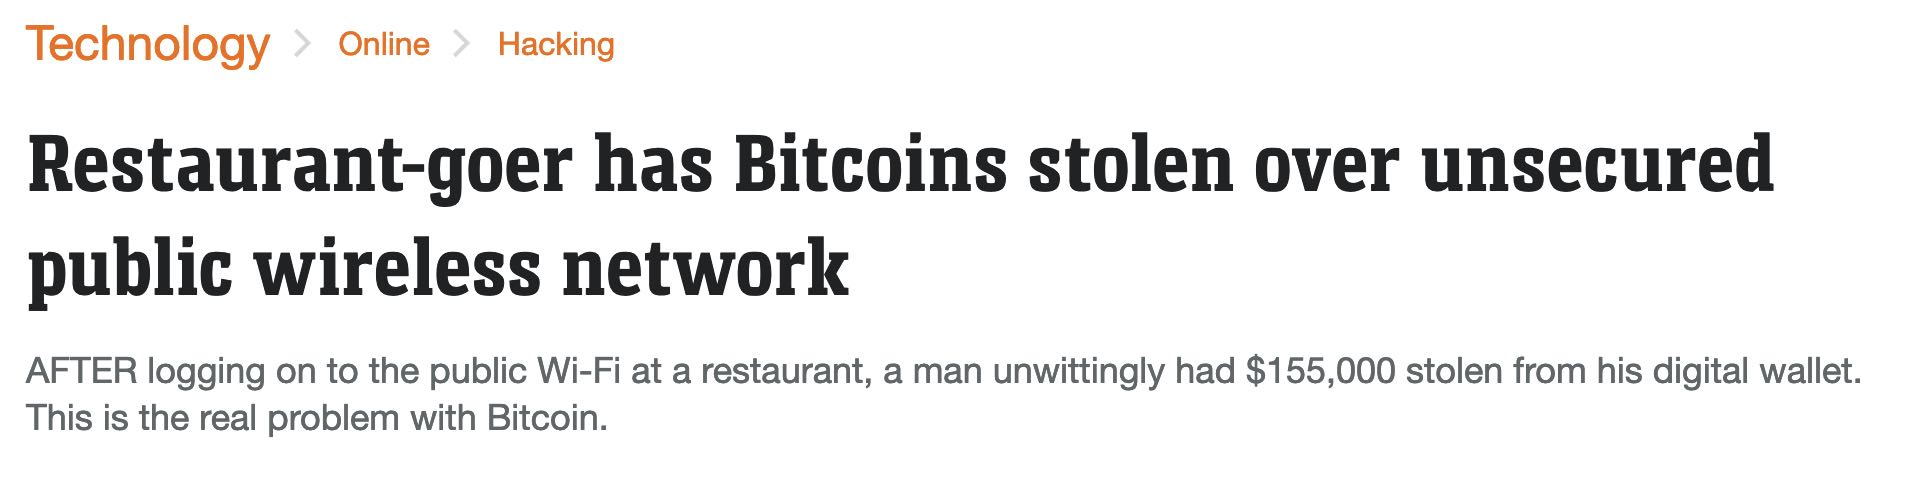 Technology > Online > Hacking
Restaurant-goer has Bitcoins stolen over unsecured
public wireless network
AFTER logging on to the public Wi-Fi at a restaurant, a man unwittingly had $155,000 stolen from his digital wallet.
This is the real problem with Bitcoin.